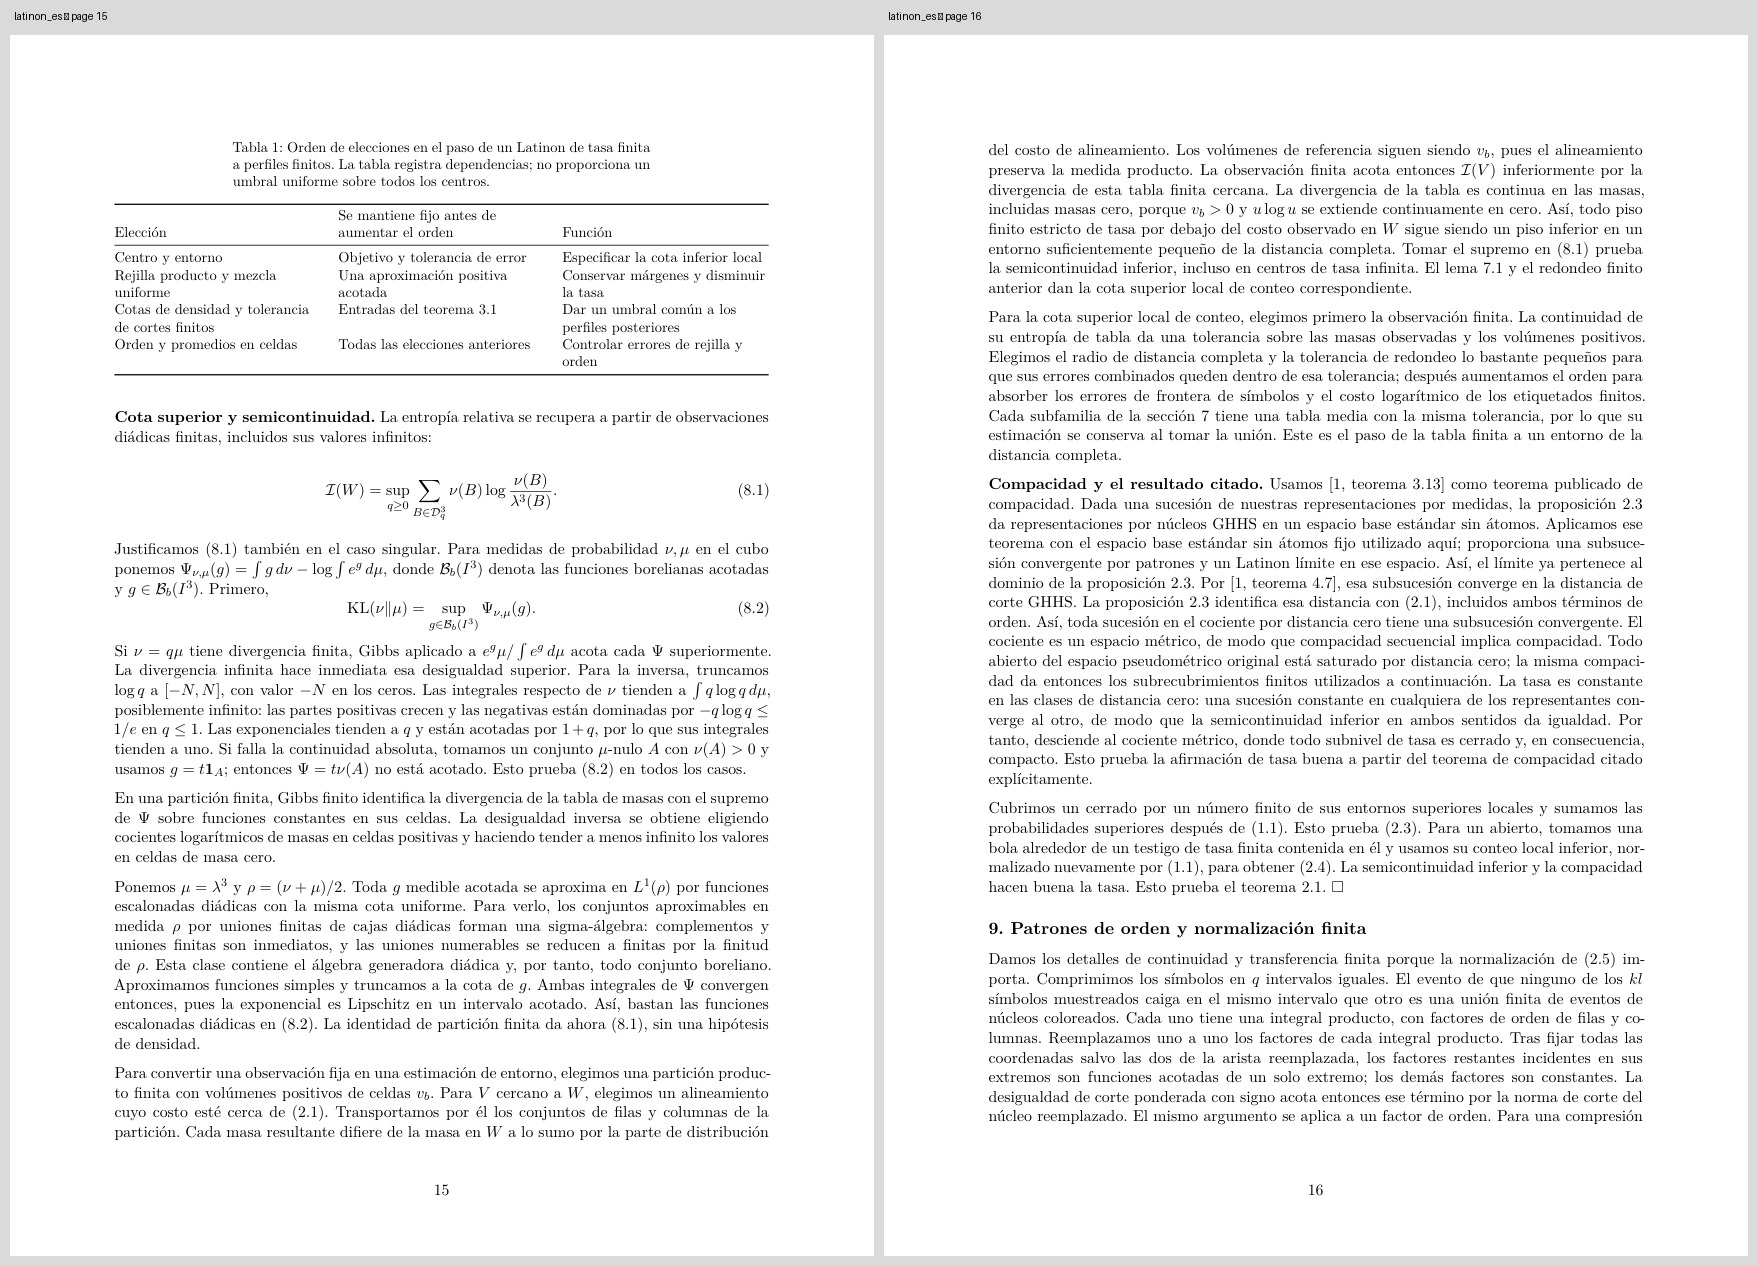 latinon_es page 15
Tabla 1: Orden de elecciones en el paso de un Latinon de tasa finita
a perfiles finitos. La tabla registra dependencias; no proporciona un
umbral uniforme sobre todos los centros.
Elección | Se mantiene fijo antes de aumentar el orden | Función
Centro y entorno | Objetivo y tolerancia de error | Especificar la cota inferior local
Rejilla producto y mezcla uniforme | Una aproximación positiva acotada | Conservar márgenes y disminuir la tasa
Cotas de densidad y tolerancia de cortes finitos | Entradas del teorema 3.1 | Dar un umbral común a los perfiles posteriores
Orden y promedios en celdas | Todas las elecciones anteriores | Controlar errores de rejilla y orden
Cota superior y semicontinuidad. La entropía relativa se recupera a partir de observaciones
diádicas finitas, incluidos sus valores infinitos:
$\mathcal{I}(W) = \sup_{q\geq 0} \sum_{B\in\mathcal{D}_q^3} \nu(B) \log \frac{\nu(B)}{\lambda^3(B)}.$ (8.1)
Justificamos (8.1) también en el caso singular. Para medidas de probabilidad ν, μ en el cubo
ponemos $\Psi_{\nu,\mu}(g) = \int g\,d\nu - \log \int e^g\,d\mu$, donde $\mathcal{B}_b(I^3)$ denota las funciones borelianas acotadas
y $g \in \mathcal{B}_b(I^3)$. Primero,
$\mathrm{KL}(\nu\|\mu) = \sup_{g\in\mathcal{B}_b(I^3)} \Psi_{\nu,\mu}(g).$ (8.2)
Si ν = qμ tiene divergencia finita, Gibbs aplicado a $e^g\mu/\int e^g\,d\mu$ acota cada Ψ superiormente.
La divergencia infinita hace inmediata esa desigualdad superior. Para la inversa, truncamos
log q a [−N, N], con valor −N en los ceros. Las integrales respecto de ν tienden a $\int q \log q\,d\mu$,
posiblemente infinito: las partes positivas crecen y las negativas están dominadas por −q log q ≤
1/e en q ≤ 1. Las exponenciales tienden a q y están acotadas por 1 + q, por lo que sus integrales
tienden a uno. Si falla la continuidad absoluta, tomamos un conjunto μ-nulo A con ν(A) > 0 y
usamos $g = t\mathbf{1}_A$; entonces Ψ = tν(A) no está acotado. Esto prueba (8.2) en todos los casos.
En una partición finita, Gibbs finito identifica la divergencia de la tabla de masas con el supremo
de Ψ sobre funciones constantes en sus celdas. La desigualdad inversa se obtiene eligiendo
cocientes logarítmicos de masas en celdas positivas y haciendo tender a menos infinito los valores
en celdas de masa cero.
Ponemos $\mu = \lambda^3$ y ρ = (ν + μ)/2. Toda g medible acotada se aproxima en $L^1(\rho)$ por funciones
escalonadas diádicas con la misma cota uniforme. Para verlo, los conjuntos aproximables en
medida ρ por uniones finitas de cajas diádicas forman una sigma-álgebra: complementos y
uniones finitas son inmediatos, y las uniones numerables se reducen a finitas por la finitud
de ρ. Esta clase contiene el álgebra generadora diádica y, por tanto, todo conjunto boreliano.
Aproximamos funciones simples y truncamos a la cota de g. Ambas integrales de Ψ convergen
entonces, pues la exponencial es Lipschitz en un intervalo acotado. Así, bastan las funciones
escalonadas diádicas en (8.2). La identidad de partición finita da ahora (8.1), sin una hipótesis
de densidad.
Para convertir una observación fija en una estimación de entorno, elegimos una partición produc-
to finita con volúmenes positivos de celdas $v_b$. Para V cercano a W, elegimos un alineamiento
cuyo costo esté cerca de (2.1). Transportamos por él los conjuntos de filas y columnas de la
partición. Cada masa resultante difiere de la masa en W a lo sumo por la parte de distribución
15
latinon_es page 16
del costo de alineamiento. Los volúmenes de referencia siguen siendo $v_b$, pues el alineamiento
preserva la medida producto. La observación finita acota entonces $\mathcal{I}(V)$ inferiormente por la
divergencia de esta tabla finita cercana. La divergencia de la tabla es continua en las masas,
incluidas masas cero, porque $v_b > 0$ y u log u se extiende continuamente en cero. Así, todo piso
finito estricto de tasa por debajo del costo observado en W sigue siendo un piso inferior en un
entorno suficientemente pequeño de la distancia completa. Tomar el supremo en (8.1) prueba
la semicontinuidad inferior, incluso en centros de tasa infinita. El lema 7.1 y el redondeo finito
anterior dan la cota superior local de conteo correspondiente.
Para la cota superior local de conteo, elegimos primero la observación finita. La continuidad de
su entropía de tabla da una tolerancia sobre las masas observadas y los volúmenes positivos.
Elegimos el radio de distancia completa y la tolerancia de redondeo lo bastante pequeños para
que sus errores combinados queden dentro de esa tolerancia; después aumentamos el orden para
absorber los errores de frontera de símbolos y el costo logarítmico de los etiquetados finitos.
Cada subfamilia de la sección 7 tiene una tabla media con la misma tolerancia, por lo que su
estimación se conserva al tomar la unión. Este es el paso de la tabla finita a un entorno de la
distancia completa.
Compacidad y el resultado citado. Usamos [1, teorema 3.13] como teorema publicado de
compacidad. Dada una sucesión de nuestras representaciones por medidas, la proposición 2.3
da representaciones por núcleos GHHS en un espacio base estándar sin átomos. Aplicamos ese
teorema con el espacio base estándar sin átomos fijo utilizado aquí; proporciona una subsuce-
sión convergente por patrones y un Latinon límite en ese espacio. Así, el límite ya pertenece al
dominio de la proposición 2.3. Por [1, teorema 4.7], esa subsucesión converge en la distancia de
corte GHHS. La proposición 2.3 identifica esa distancia con (2.1), incluidos ambos términos de
orden. Así, toda sucesión en el cociente por distancia cero tiene una subsucesión convergente. El
cociente es un espacio métrico, de modo que compacidad secuencial implica compacidad. Todo
abierto del espacio pseudométrico original está saturado por distancia cero; la misma compaci-
dad da entonces los subrecubrimientos finitos utilizados a continuación. La tasa es constante
en las clases de distancia cero: una sucesión constante en cualquiera de los representantes con-
verge al otro, de modo que la semicontinuidad inferior en ambos sentidos da igualdad. Por
tanto, desciende al cociente métrico, donde todo subnivel de tasa es cerrado y, en consecuencia,
compacto. Esto prueba la afirmación de tasa buena a partir del teorema de compacidad citado
explícitamente.
Cubrimos un cerrado por un número finito de sus entornos superiores locales y sumamos las
probabilidades superiores después de (1.1). Esto prueba (2.3). Para un abierto, tomamos una
bola alrededor de un testigo de tasa finita contenida en él y usamos su conteo local inferior, nor-
malizado nuevamente por (1.1), para obtener (2.4). La semicontinuidad inferior y la compacidad
hacen buena la tasa. Esto prueba el teorema 2.1. □
9. Patrones de orden y normalización finita
Damos los detalles de continuidad y transferencia finita porque la normalización de (2.5) im-
porta. Comprimimos los símbolos en q intervalos iguales. El evento de que ninguno de los kl
símbolos muestreados caiga en el mismo intervalo que otro es una unión finita de eventos de
núcleos coloreados. Cada uno tiene una integral producto, con factores de orden de filas y co-
lumnas. Reemplazamos uno a uno los factores de cada integral producto. Tras fijar todas las
coordenadas salvo las dos de la arista reemplazada, los factores restantes incidentes en sus
extremos son funciones acotadas de un solo extremo; los demás factores son constantes. La
desigualdad de corte ponderada con signo acota entonces ese término por la norma de corte del
núcleo reemplazado. El mismo argumento se aplica a un factor de orden. Para una compresión
16